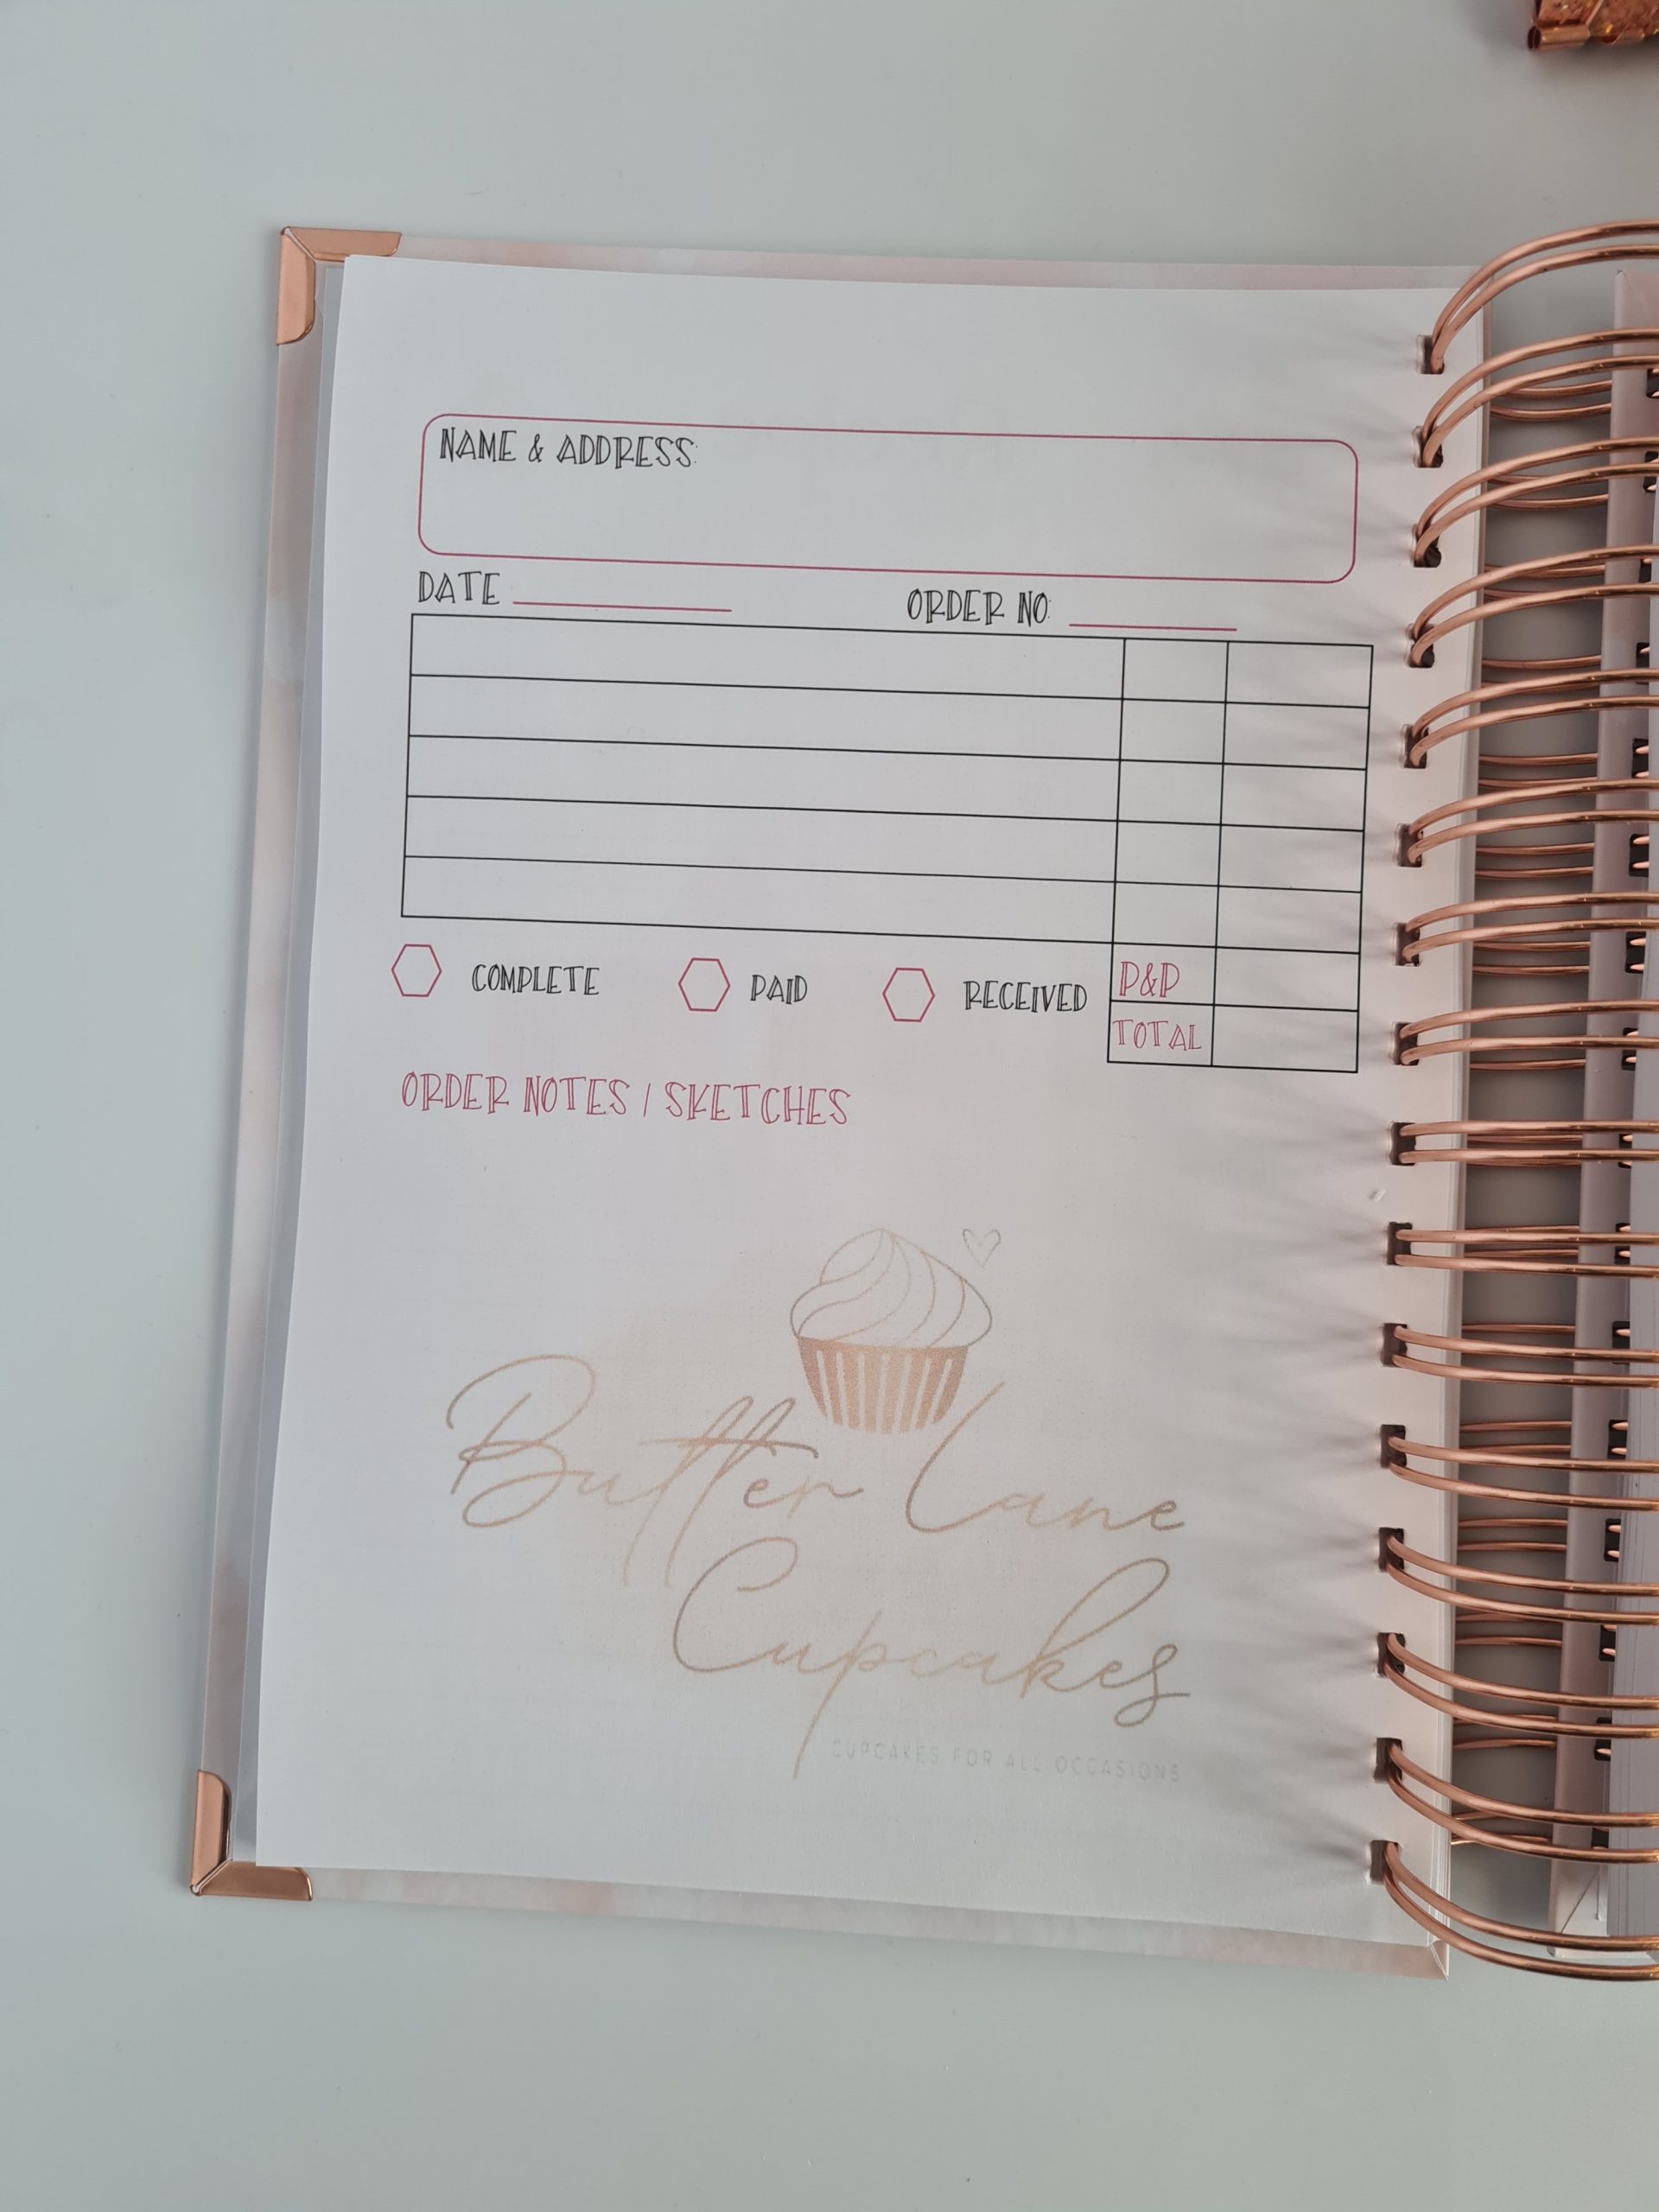 NAME & ADDRESS:
DATE
ORDER NO:
COMPLETE
PAID
RECEIVED
P&P
TOTAL
ORDER NOTES / SKETCHES
Butter Lane
Cupcakes
CUPCAKES FOR ALL OCCASIONS